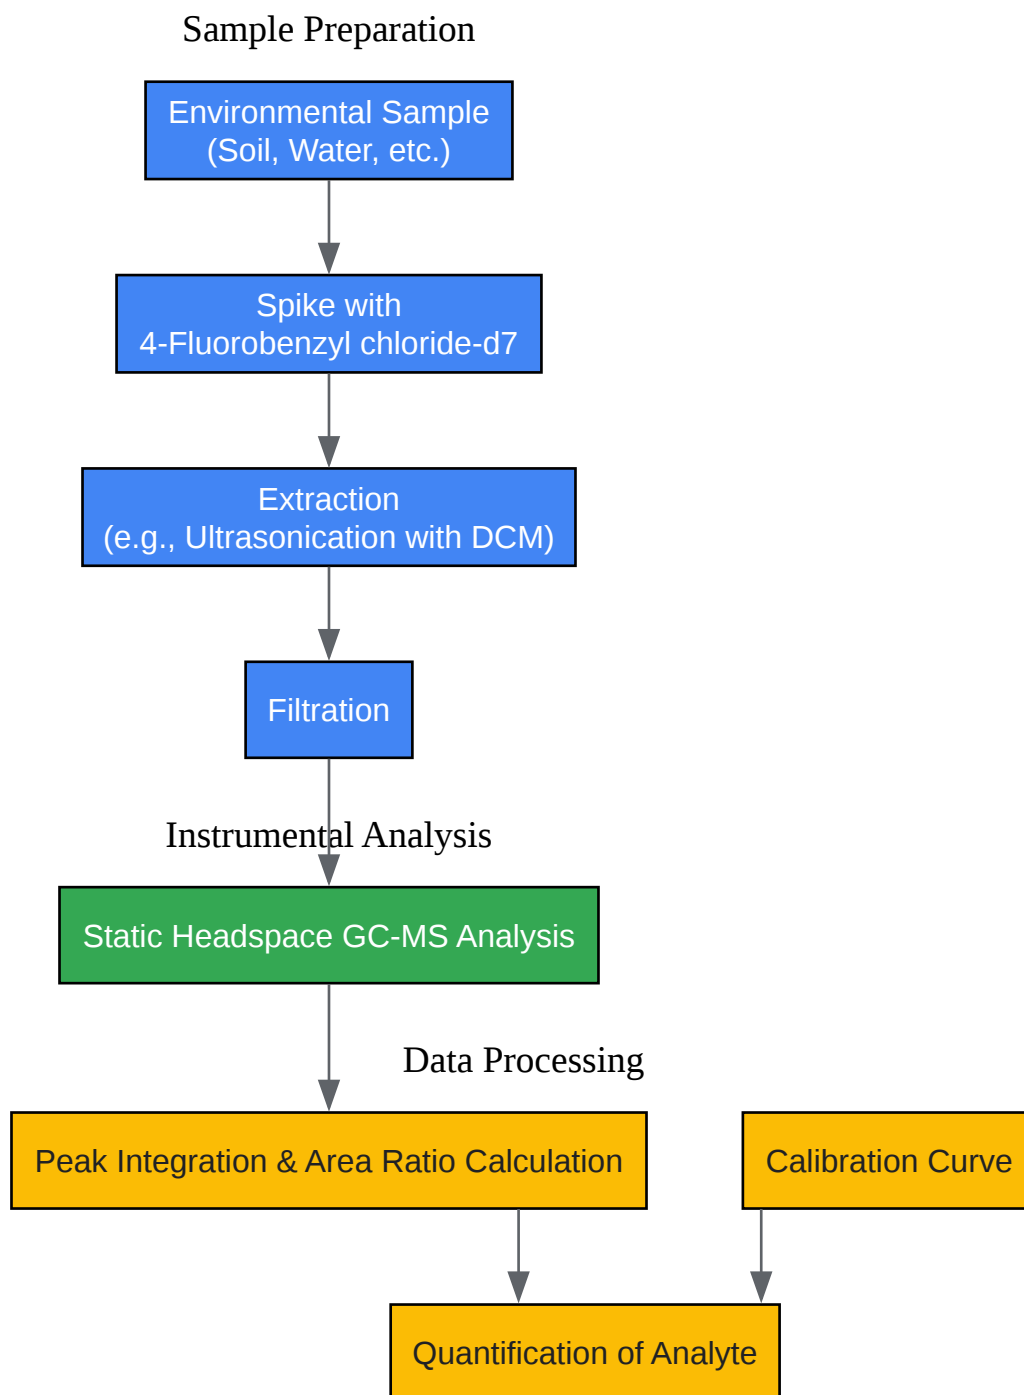 Sample Preparation
Environmental Sample
(Soil, Water, etc.)
Spike with
4-Fluorobenzyl chloride-d7
Extraction
(e.g., Ultrasonication with DCM)
Filtration
Instrumental Analysis
Static Headspace GC-MS Analysis
Data Processing
Peak Integration & Area Ratio Calculation
Calibration Curve
Quantification of Analyte